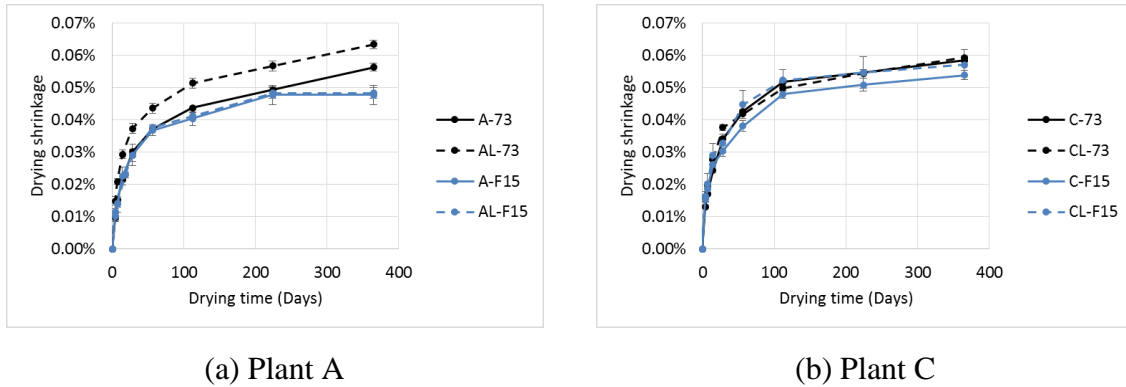 0.07%
0.06%
0.05%
0.04%
0.03%
0.02%
0.01%
0.00%
Drying shrinkage
0 100 200 300 400
Drying time (Days)
A-73
AL-73
A-F15
AL-F15
(a) Plant A
0.07%
0.06%
0.05%
0.04%
0.03%
0.02%
0.01%
0.00%
Drying shrinkage
0 100 200 300 400
Drying time (Days)
C-73
CL-73
C-F15
CL-F15
(b) Plant C